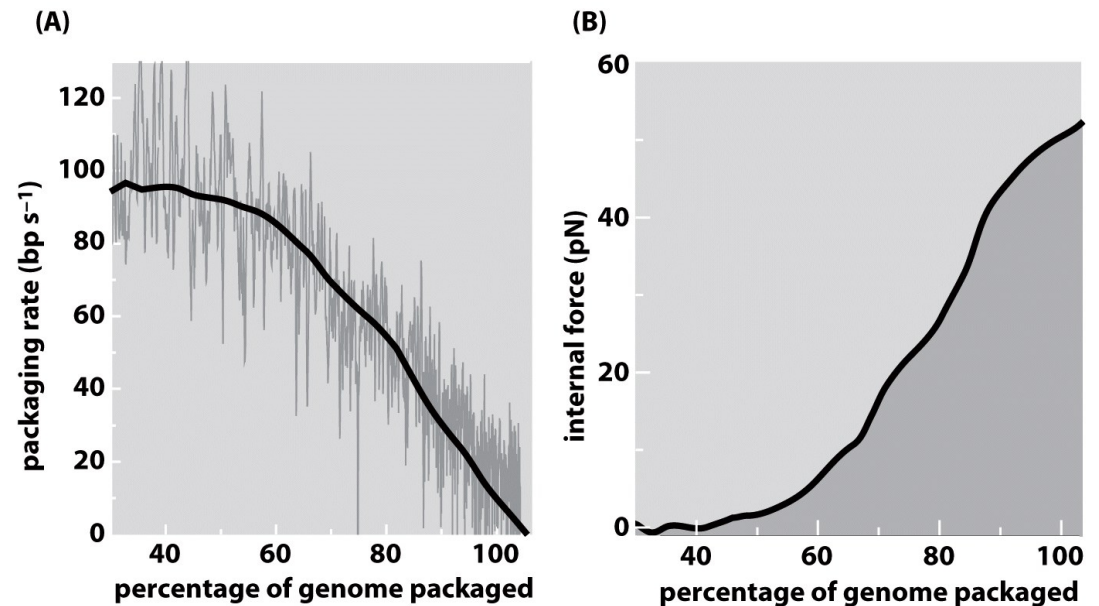 (A)
packaging rate (bp s⁻¹)
120
100
80
60
40
20
0
40 60 80 100
percentage of genome packaged
(B)
internal force (pN)
60
40
20
0
40 60 80 100
percentage of genome packaged